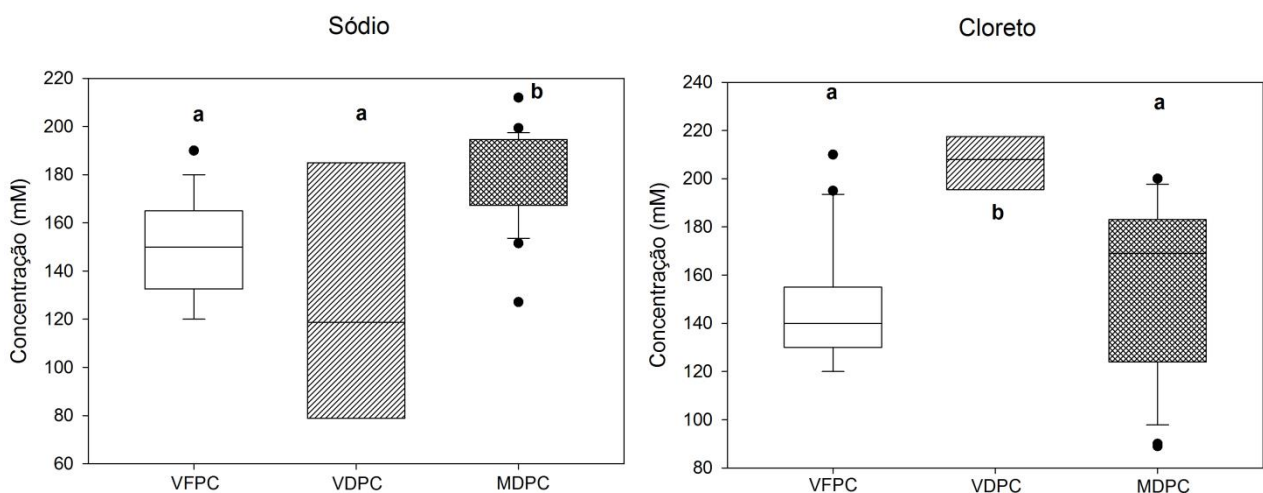 Sódio
Concentração (mM)
220
200
180
160
140
120
100
80
60
a
a
b
VFPC
VDPC
MDPC
Cloreto
Concentração (mM)
240
220
200
180
160
140
120
100
80
a
b
a
VFPC
VDPC
MDPC